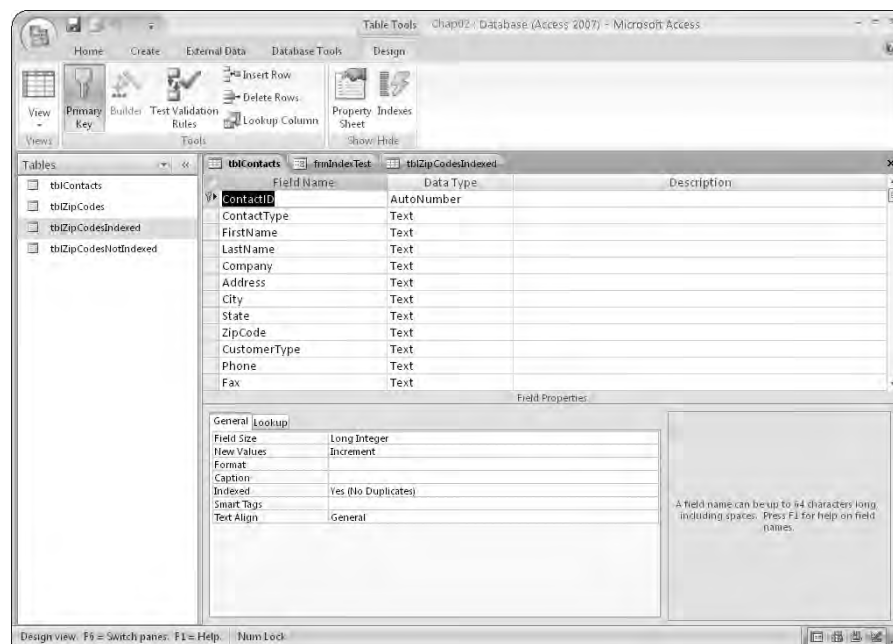 Table Tools Chap02 : Database (Access 2007) - Microsoft Access
Home Create External Data Database Tools Design
View
Primary Key
Builder
Test Validation Rules
Insert Row
Delete Rows
Lookup Column
Property Sheet
Indexes
Views Tools Show/Hide
Tables
tblContacts
tblZipCodes
tblZipCodesIndexed
tblZipCodesNotIndexed
tblContacts frmIndexTest tblZipCodesIndexed
Field Name Data Type Description
ContactID AutoNumber
ContactType Text
FirstName Text
LastName Text
Company Text
Address Text
City Text
State Text
ZipCode Text
CustomerType Text
Phone Text
Fax Text
Field Properties
General Lookup
Field Size Long Integer
New Values Increment
Format
Caption
Indexed Yes (No Duplicates)
Smart Tags
Text Align General
A field name can be up to 64 characters long
including spaces. Press F1 for help on field
names.
Design view. F6 = Switch panes. F1 = Help. Num Lock